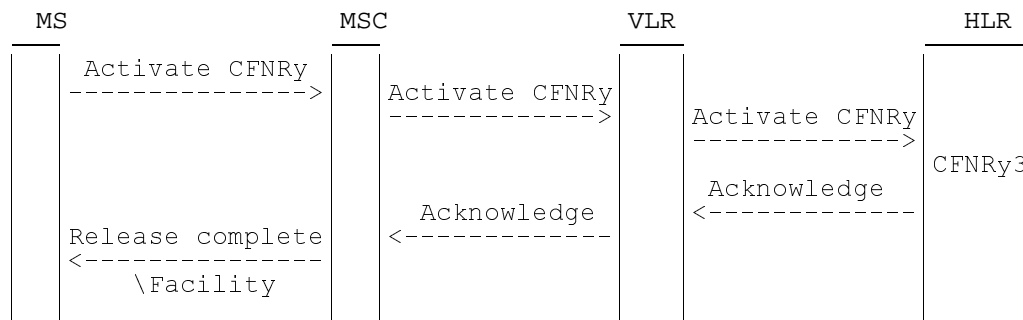 MS MSC VLR HLR
Activate CFNRy
Activate CFNRy
Activate CFNRy
CFNRy3
Acknowledge
Acknowledge
Release complete
\Facility